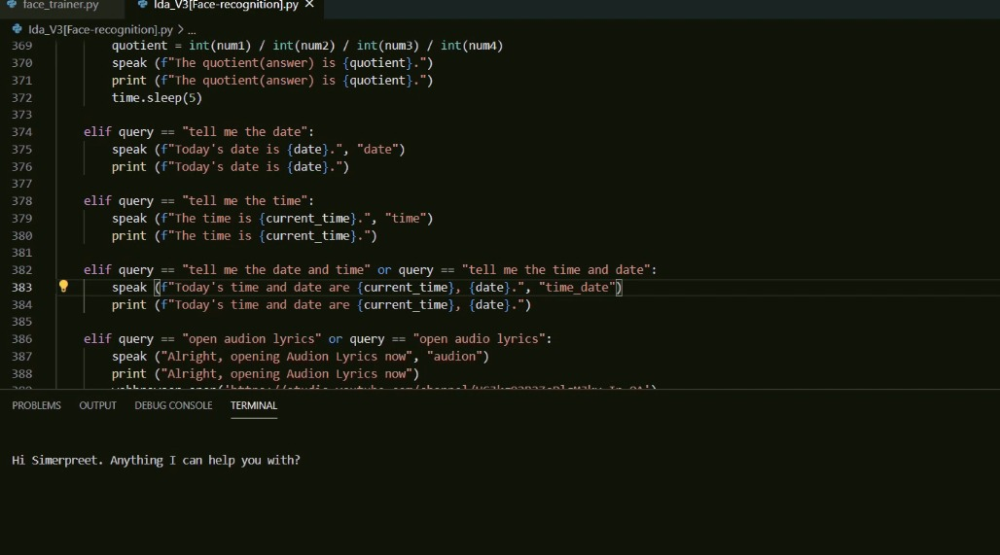 face_trainer.py Ida_V3[Face-recognition].py ×
Ida_V3[Face-recognition].py > ...
369 quotient = int(num1) / int(num2) / int(num3) / int(num4)
370 speak (f"The quotient(answer) is {quotient}.")
371 print (f"The quotient(answer) is {quotient}.")
372 time.sleep(5)
373
374 elif query == "tell me the date":
375 speak (f"Today's date is {date}.", "date")
376 print (f"Today's date is {date}.")
377
378 elif query == "tell me the time":
379 speak (f"The time is {current_time}.", "time")
380 print (f"The time is {current_time}.")
381
382 elif query == "tell me the date and time" or query == "tell me the time and date":
383 speak (f"Today's time and date are {current_time}, {date}.", "time_date")
384 print (f"Today's time and date are {current_time}, {date}.")
385
386 elif query == "open audion lyrics" or query == "open audio lyrics":
387 speak ("Alright, opening Audion Lyrics now", "audion")
388 print ("Alright, opening Audion Lyrics now")
PROBLEMS OUTPUT DEBUG CONSOLE TERMINAL
Hi Simerpreet. Anything I can help you with?